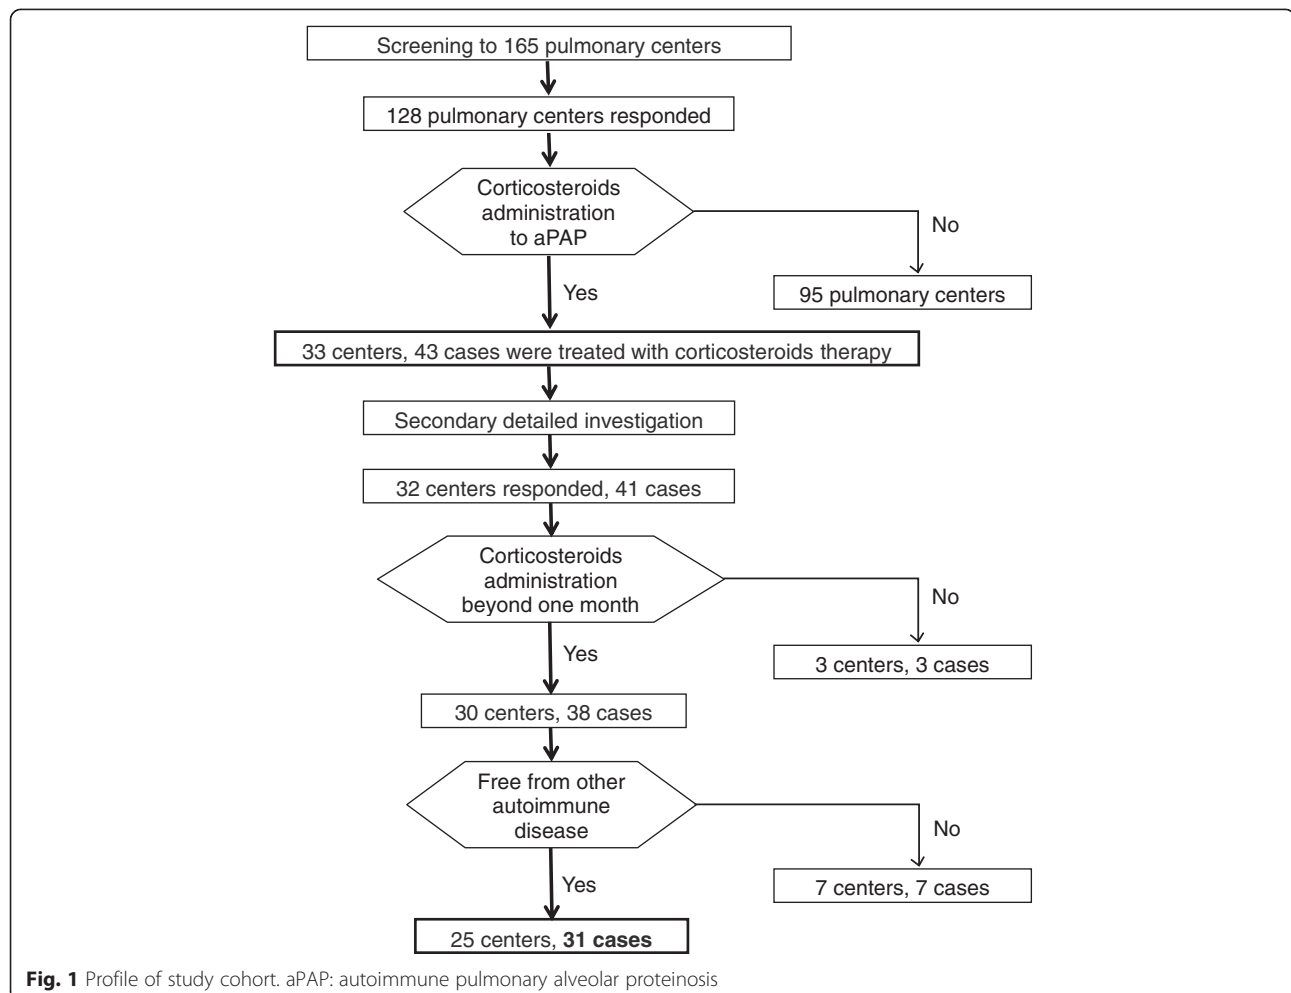 Screening to 165 pulmonary centers
128 pulmonary centers responded
Corticosteroids
administration
to aPAP
No
95 pulmonary centers
Yes
33 centers, 43 cases were treated with corticosteroids therapy
Secondary detailed investigation
32 centers responded, 41 cases
Corticosteroids
administration
beyond one month
No
3 centers, 3 cases
Yes
30 centers, 38 cases
Free from other
autoimmune
disease
No
7 centers, 7 cases
Yes
25 centers, 31 cases
Fig. 1 Profile of study cohort. aPAP: autoimmune pulmonary alveolar proteinosis